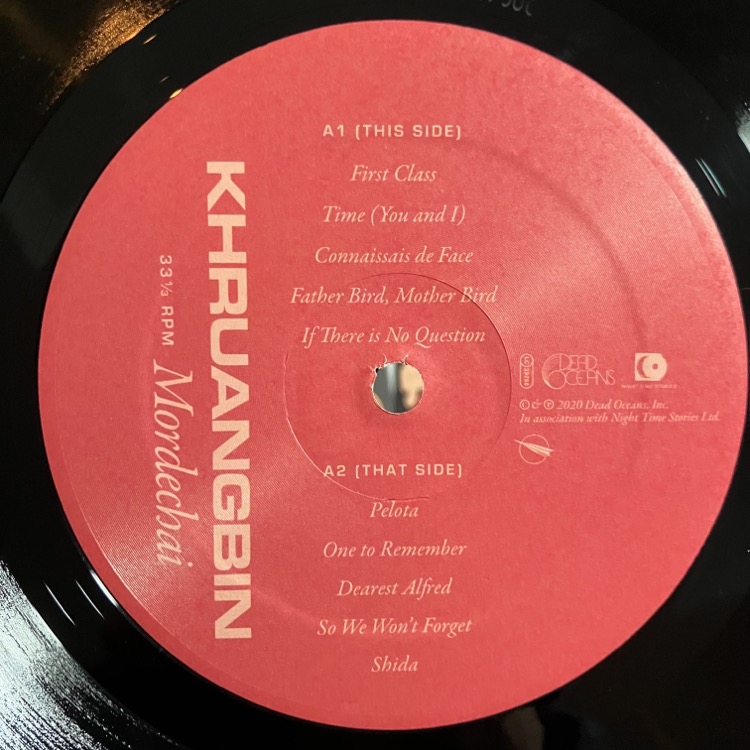 A1 (THIS SIDE)
First Class
Time (You and I)
Connaissais de Face
Father Bird, Mother Bird
If There is No Question
A2 (THAT SIDE)
Pelota
One to Remember
Dearest Alfred
So We Won't Forget
Shida
KHRUANGBIN
Mordechai
33 1/3 RPM
DEAD OCEANS
© & ℗ 2020 Dead Oceans, Inc.
In association with Night Time Stories Ltd.